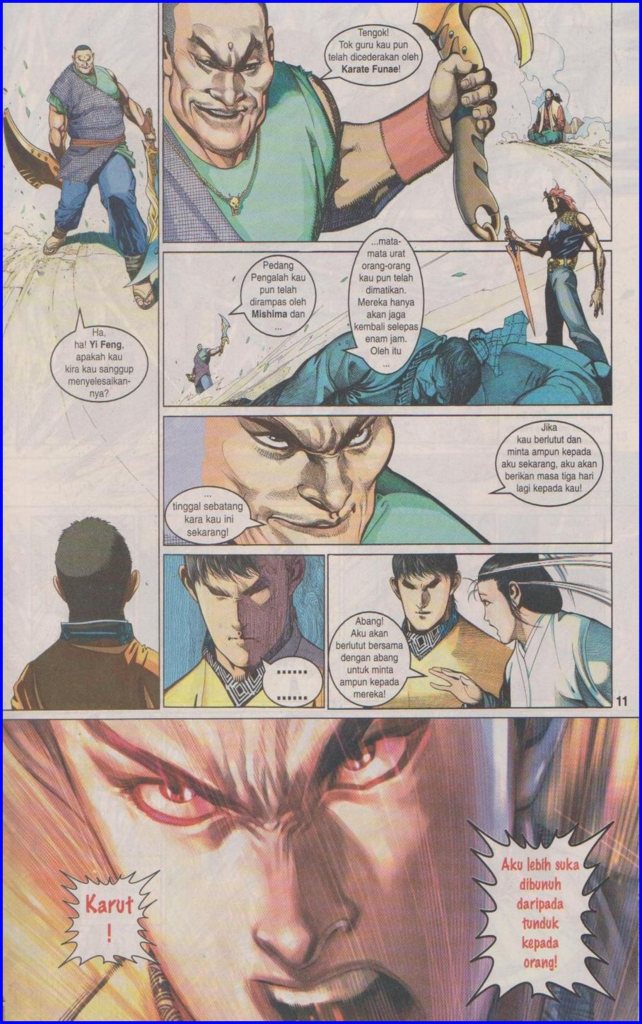 Ha,
ha! Yi Feng,
apakah kau
kira kau sanggup
menyelesaikan-
nya?
Tengok!
Tok guru kau pun
telah dicederakan oleh
Karate Funae!
Pedang
Pengalah kau
pun telah
dirampas oleh
Mishima dan
...
...mata-
mata urat
orang-orang
kau pun telah
dimatikan.
Mereka hanya
akan jaga
kembali selepas
enam jam.
Oleh itu
...
...
tinggal sebatang
kara kau ini
sekarang!
Jika
kau berlutut dan
minta ampun kepada
aku sekarang, aku akan
berikan masa tiga hari
lagi kepada kau!
......
......
Abang!
Aku akan
berlutut bersama
dengan abang
untuk minta
ampun kepada
mereka!
11
Karut
!
Aku lebih suka
dibunuh
daripada
tunduk
kepada
orang!